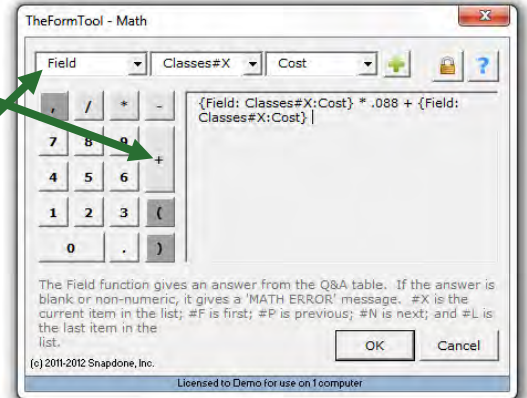 TheFormTool - Math
x
Field Classes#X Cost ?
, / * -
{Field: Classes#X:Cost} * .088 + {Field:
Classes#X:Cost}
7 8 9
+
4 5 6
1 2 3 (
0 . )
The Field function gives an answer from the Q&A table. If the answer is
blank or non-numeric, it gives a 'MATH ERROR' message. #X is the
current item in the list; #F is first; #P is previous; #N is next; and #L is
the last item in the
list.
OK Cancel
(c) 2011-2012 Snapdone, Inc.
Licensed to Demo for use on 1 computer